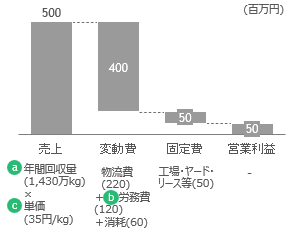 (百万円)
500
400
50
50
売上
変動費
固定費
営業利益
a 年間回収量
(1,430万kg)
×
c 単価
(35円/kg)
物流費
(220)
+ b 労務費
(120)
+消耗(60)
工場・ヤード・
リース等(50)
-